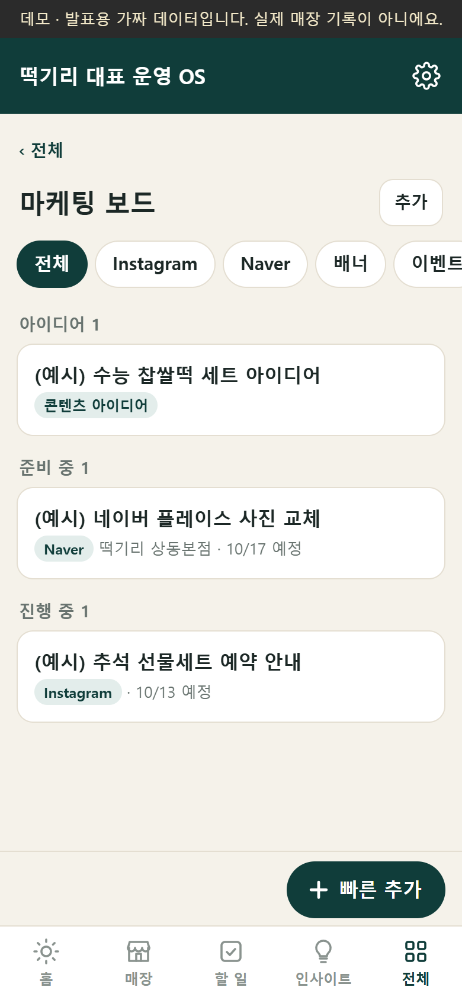 데모 · 발표용 가짜 데이터입니다. 실제 매장 기록이 아니에요.
떡기리 대표 운영 OS
‹ 전체
마케팅 보드
추가
전체 Instagram Naver 배너 이벤트
아이디어 1
(예시) 수능 찹쌀떡 세트 아이디어
콘텐츠 아이디어
준비 중 1
(예시) 네이버 플레이스 사진 교체
Naver 떡기리 상동본점 · 10/17 예정
진행 중 1
(예시) 추석 선물세트 예약 안내
Instagram · 10/13 예정
+ 빠른 추가
홈 매장 할 일 인사이트 전체